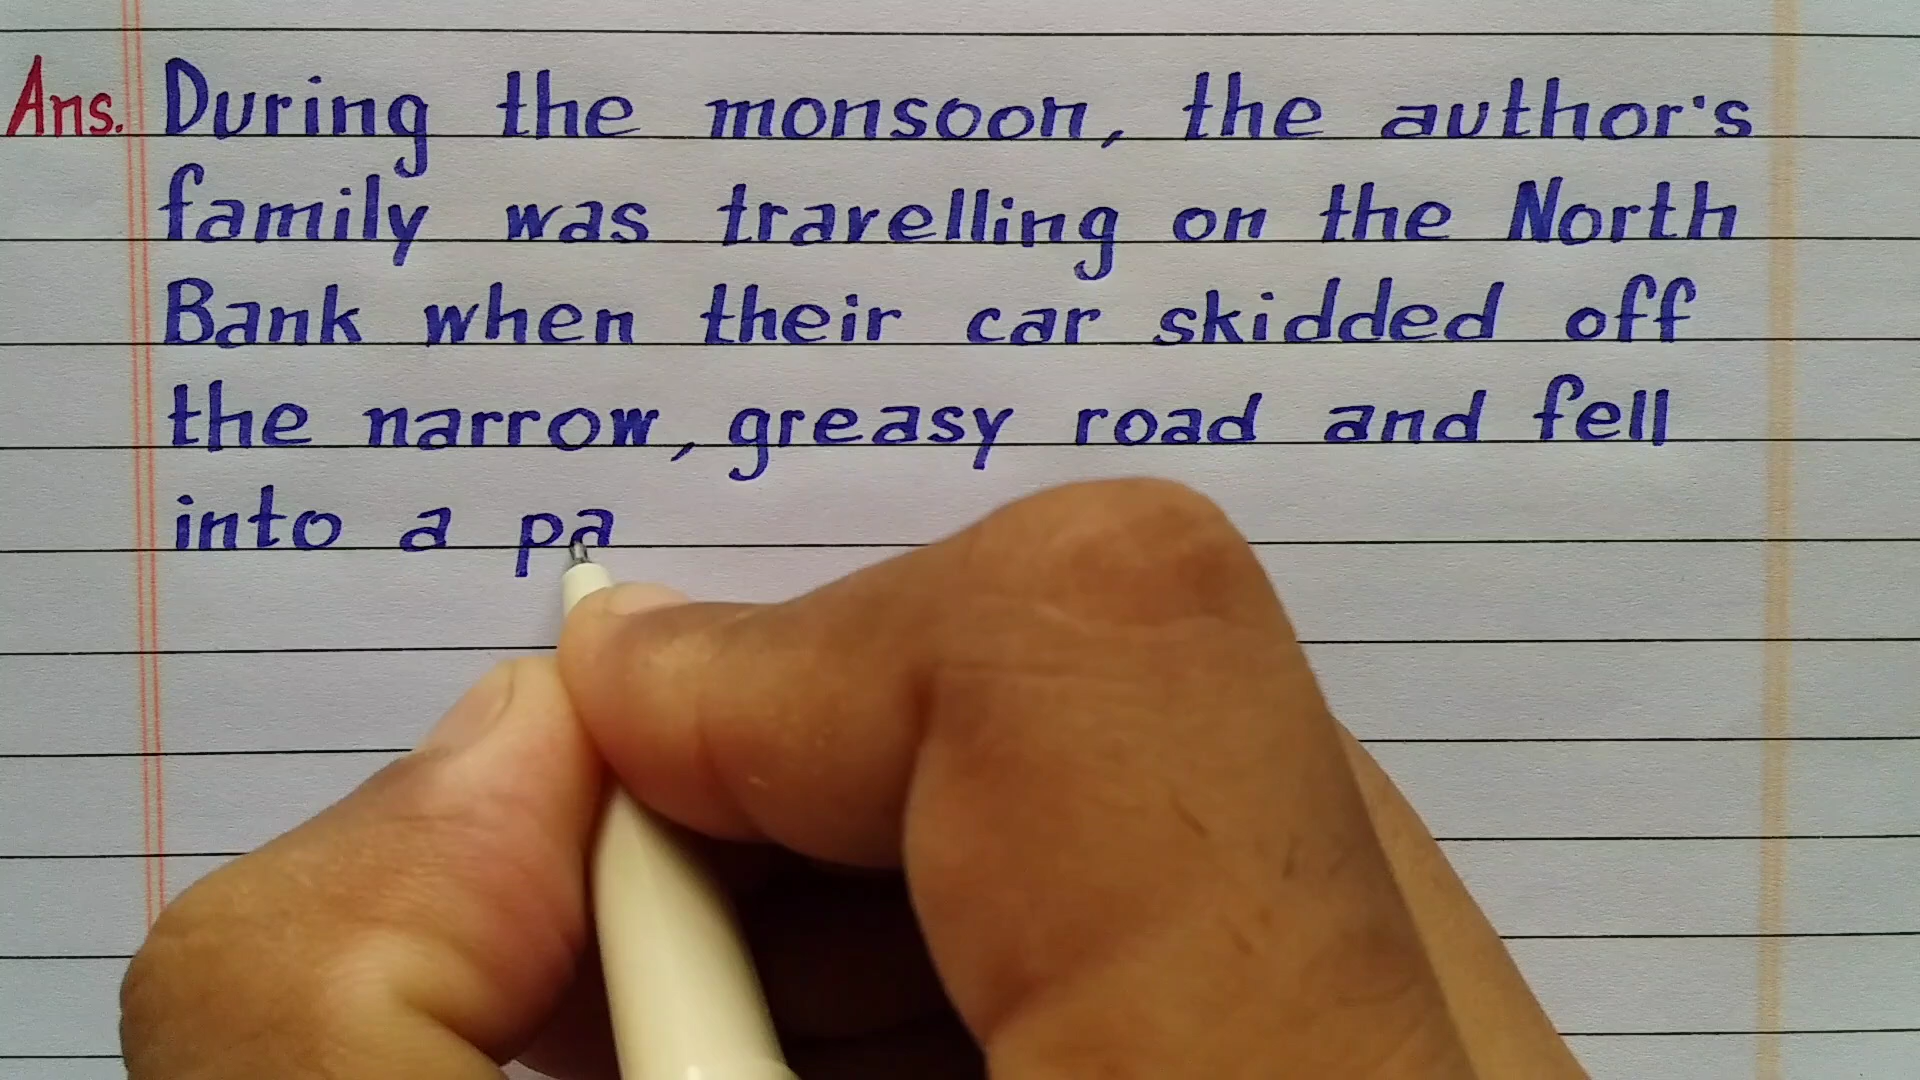 Ans. During the monsoon, the author's
family was travelling on the North
Bank when their car skidded off
the narrow, greasy road and fell
into a pa